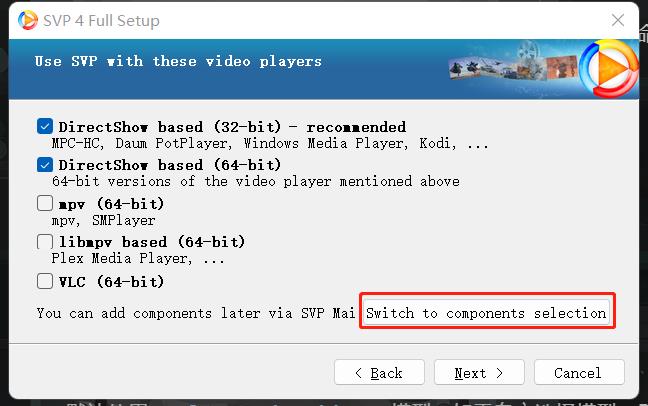 SVP 4 Full Setup
Use SVP with these video players
DirectShow based (32-bit) - recommended
MPC-HC, Daum PotPlayer, Windows Media Player, Kodi, ...
DirectShow based (64-bit)
64-bit versions of the video player mentioned above
mpv (64-bit)
mpv, SMPlayer
libmpv based (64-bit)
Plex Media Player, ...
VLC (64-bit)
You can add components later via SVP Mai Switch to components selection
< Back Next > Cancel